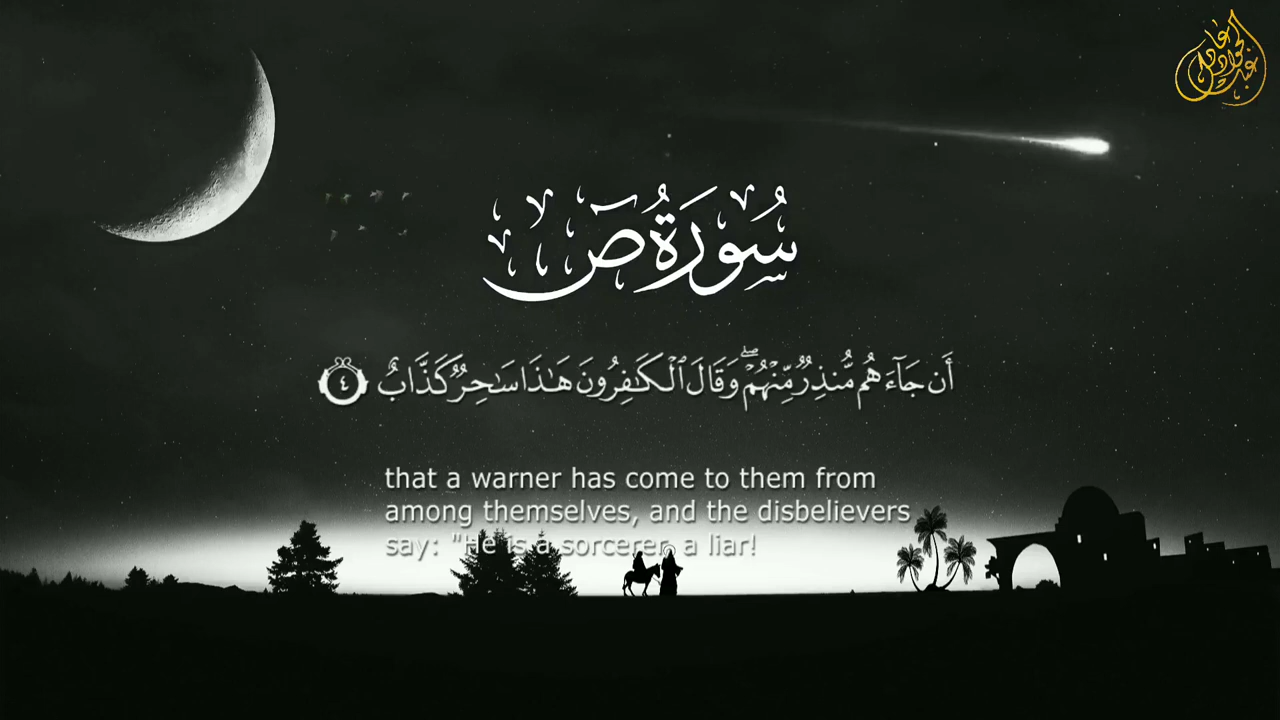 سُورَةُ صٓ
أَن جَآءَهُم مُّنذِرٌ مِّنْهُمْ ۖ وَقَالَ ٱلْكَـٰفِرُونَ هَـٰذَا سَـٰحِرٌ كَذَّابٌ ٤
that a warner has come to them from
among themselves, and the disbelievers
say: "He is a sorcerer, a liar!